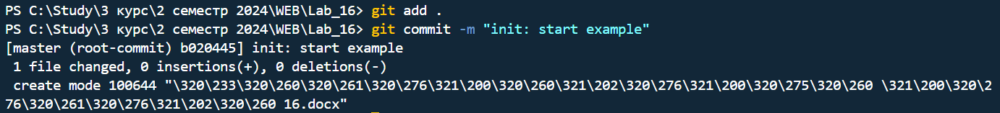 PS C:\Study\3 курс\2 семестр 2024\WEB\Lab_16> git add .
PS C:\Study\3 курс\2 семестр 2024\WEB\Lab_16> git commit -m "init: start example"
[master (root-commit) b020445] init: start example
 1 file changed, 0 insertions(+), 0 deletions(-)
 create mode 100644 "\320\233\320\260\320\261\320\276\321\200\320\260\321\202\320\276\321\200\320\275\320\260 \321\200\320\2
76\320\261\320\276\321\202\320\260 16.docx"